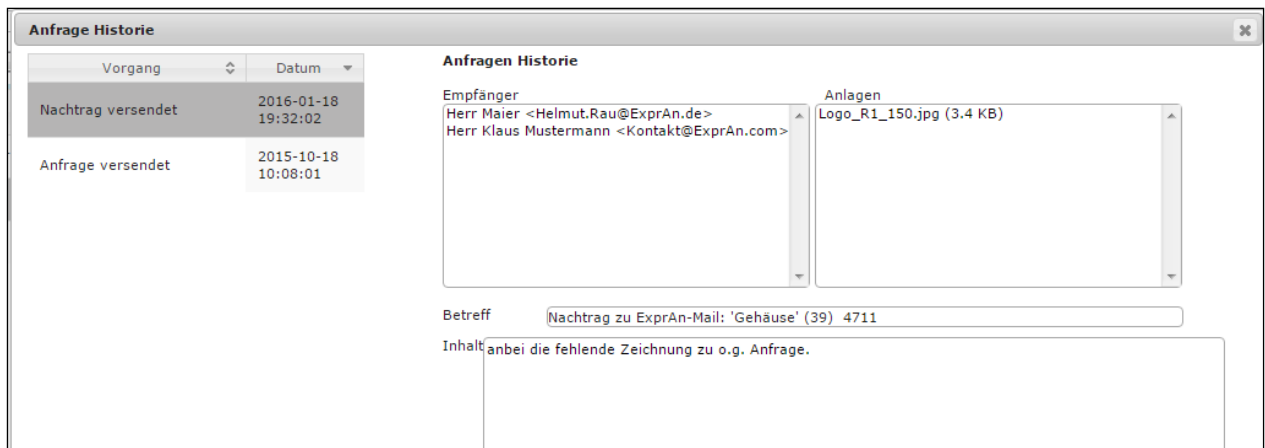 Anfrage Historie
Vorgang Datum
Nachtrag versendet 2016-01-18
19:32:02
Anfrage versendet 2015-10-18
10:08:01
Anfragen Historie
Empfänger Anlagen
Herr Maier <Helmut.Rau@ExprAn.de>
Herr Klaus Mustermann <Kontakt@ExprAn.com>
Logo_R1_150.jpg (3.4 KB)
Betreff Nachtrag zu ExprAn-Mail: 'Gehäuse' (39)  4711
Inhalt anbei die fehlende Zeichnung zu o.g. Anfrage.